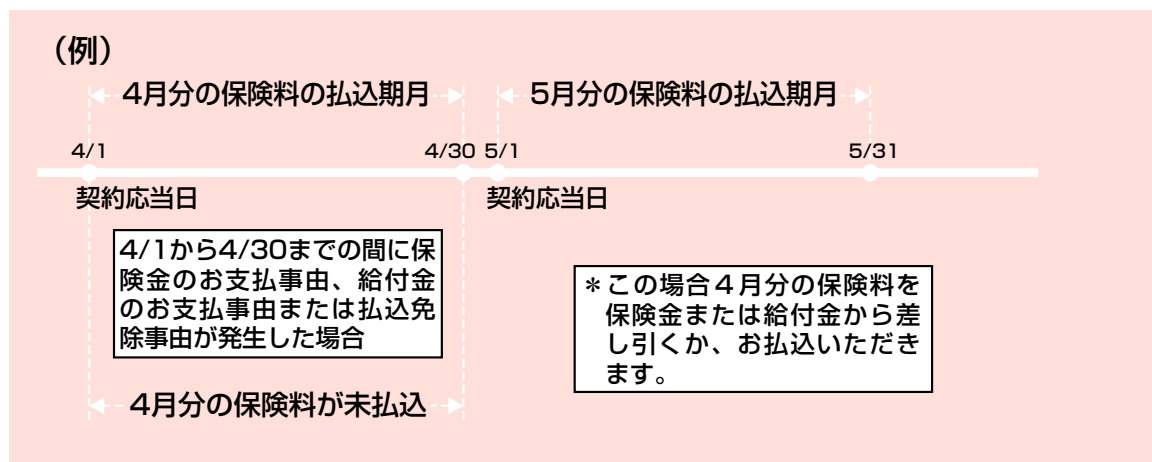 （例）
4月分の保険料の払込期月
5月分の保険料の払込期月
4/1
4/30
5/1
5/31
契約応当日
契約応当日
4/1から4/30までの間に保
険金のお支払事由、給付金
のお支払事由または払込免
除事由が発生した場合
＊この場合４月分の保険料を
保険金または給付金から差
し引くか、お払込いただき
ます。
4月分の保険料が未払込